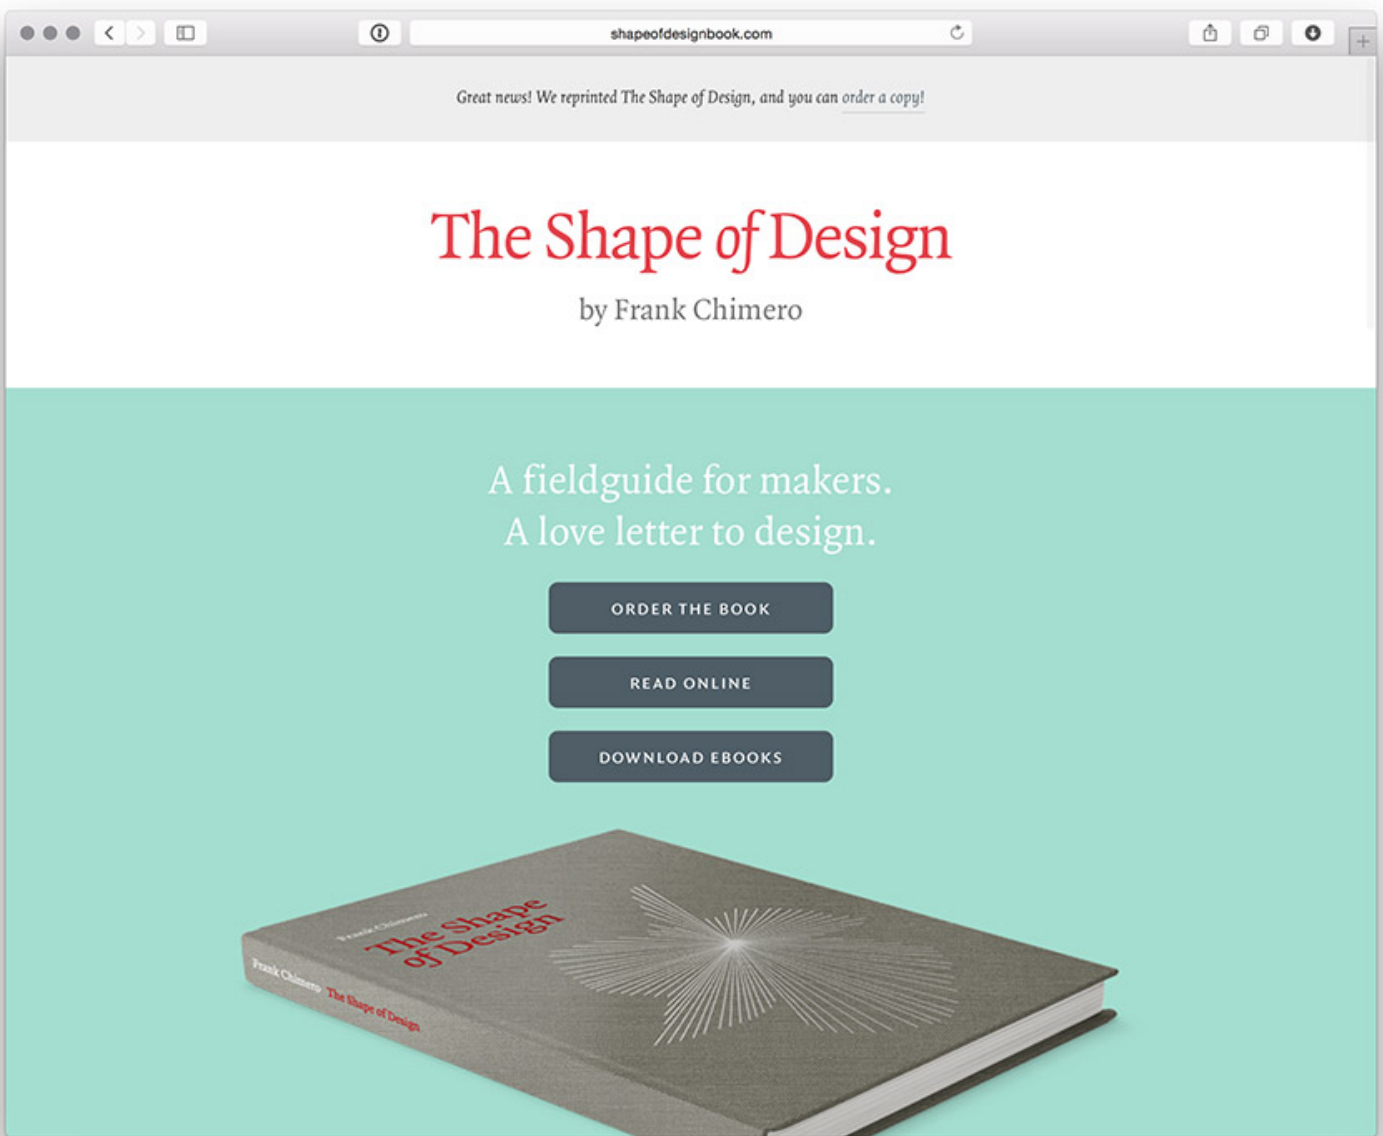 shapeofdesignbook.com
Great news! We reprinted The Shape of Design, and you can order a copy!
The Shape of Design
by Frank Chimero
A fieldguide for makers.
A love letter to design.
ORDER THE BOOK
READ ONLINE
DOWNLOAD EBOOKS
Frank Chimero
The Shape
of Design
Frank Chimero The Shape of Design